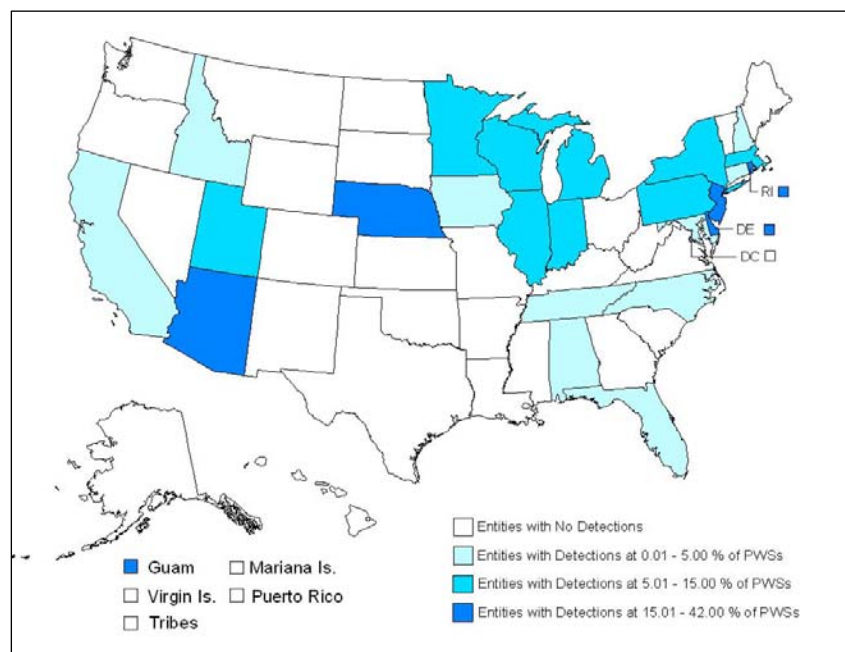 RI
DE
DC
Entities with No Detections
Entities with Detections at 0.01 - 5.00 % of PWSs
Entities with Detections at 5.01 - 15.00 % of PWSs
Entities with Detections at 15.01 - 42.00 % of PWSs
Guam
Mariana Is.
Virgin Is.
Puerto Rico
Tribes